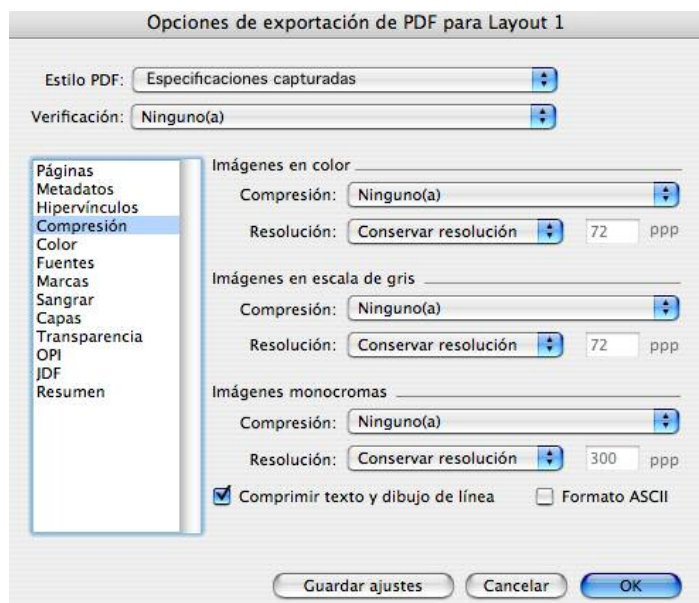 Opciones de exportación de PDF para Layout 1
Estilo PDF: Especificaciones capturadas
Verificación: Ninguno(a)
Páginas
Metadatos
Hipervínculos
Compresión
Color
Fuentes
Marcas
Sangrar
Capas
Transparencia
OPI
JDF
Resumen
Imágenes en color
Compresión: Ninguno(a)
Resolución: Conservar resolución 72 ppp
Imágenes en escala de gris
Compresión: Ninguno(a)
Resolución: Conservar resolución 72 ppp
Imágenes monocromas
Compresión: Ninguno(a)
Resolución: Conservar resolución 300 ppp
Comprimir texto y dibujo de línea Formato ASCII
Guardar ajustes Cancelar OK